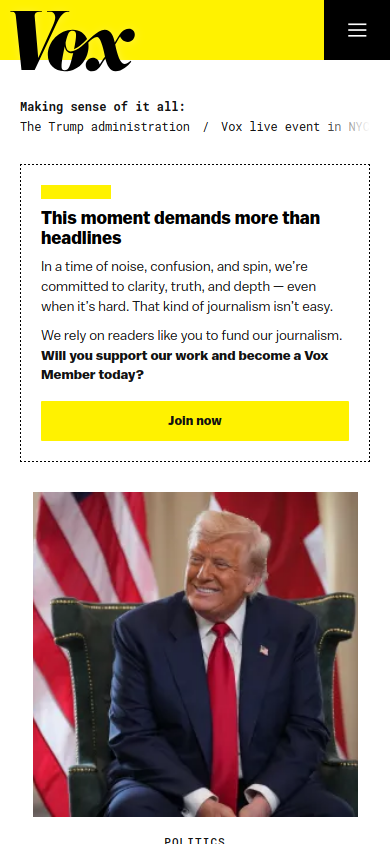 Vox
Making sense of it all:
The Trump administration / Vox live event in NYC
This moment demands more than
headlines
In a time of noise, confusion, and spin, we’re
committed to clarity, truth, and depth — even
when it’s hard. That kind of journalism isn’t easy.
We rely on readers like you to fund our journalism.
Will you support our work and become a Vox
Member today?
Join now
POLITICS